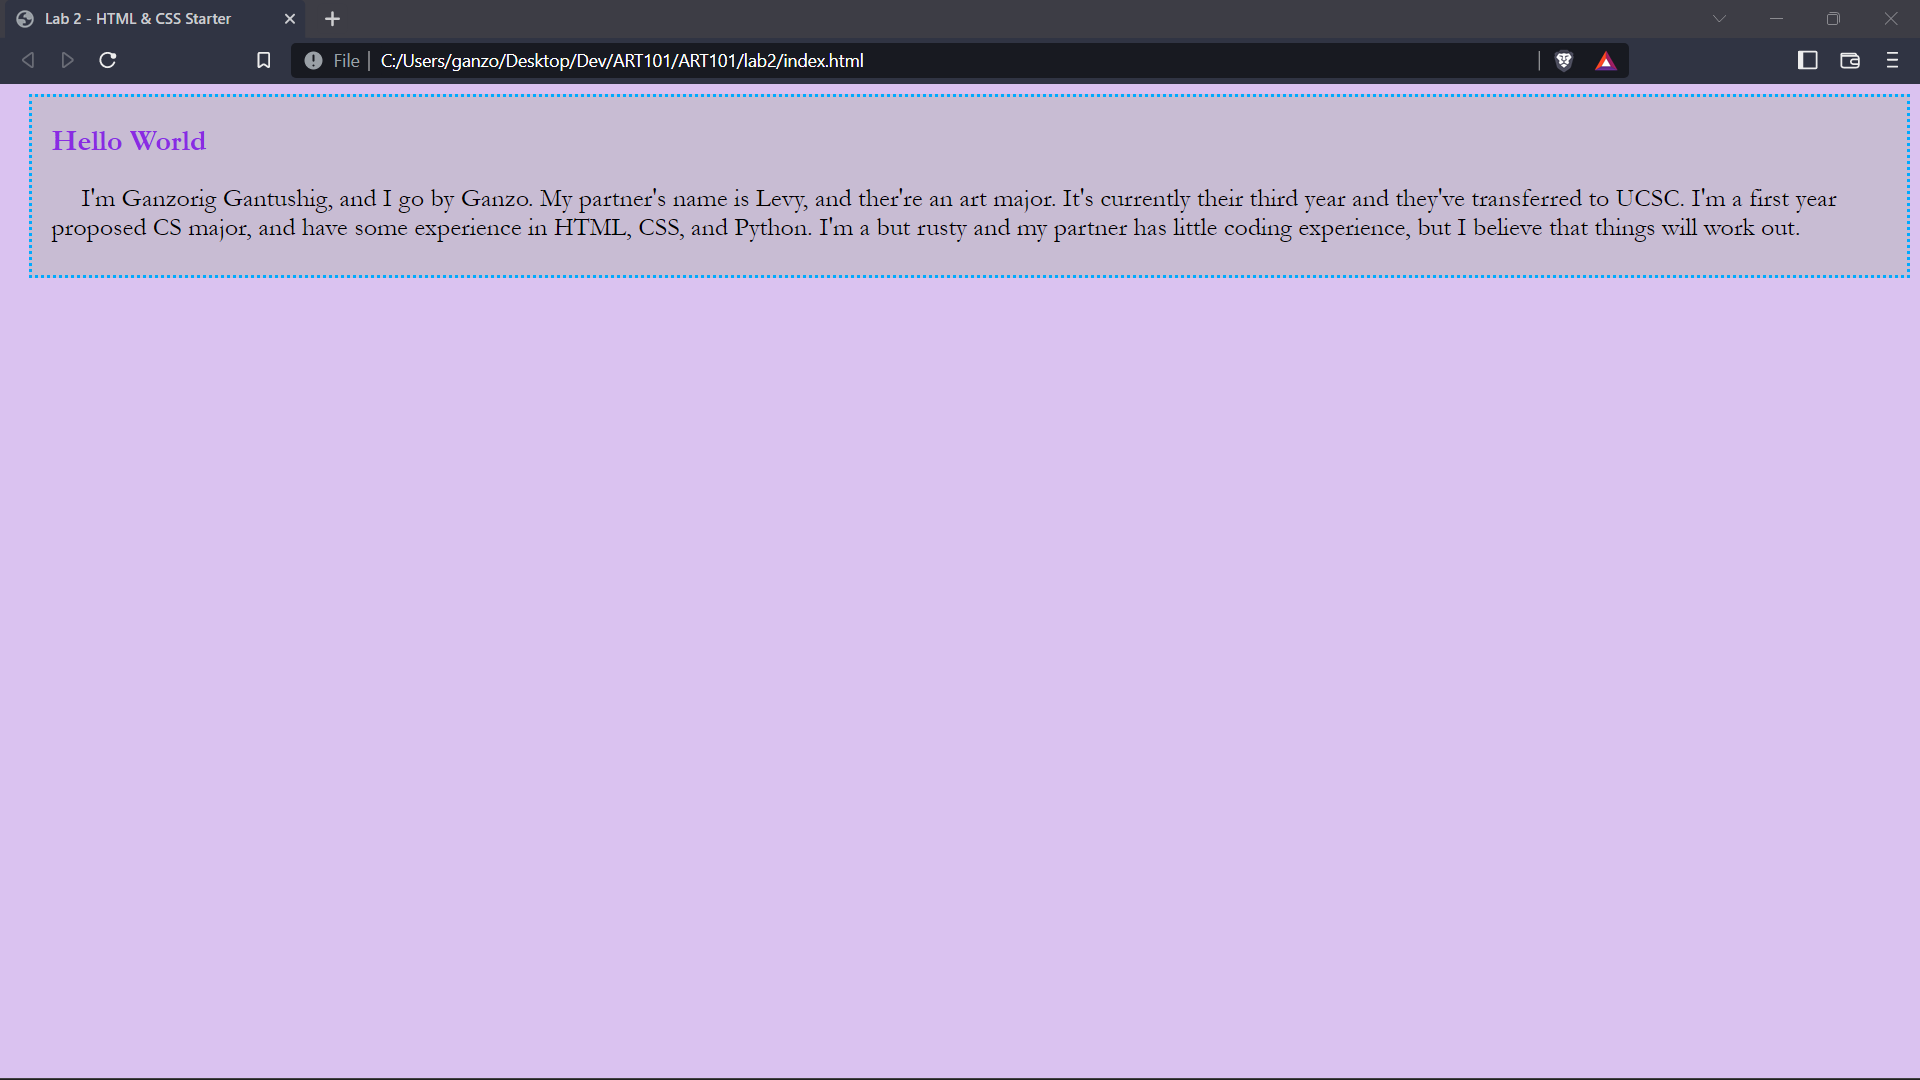 Lab 2 - HTML & CSS Starter
File | C:/Users/ganzo/Desktop/Dev/ART101/ART101/lab2/index.html
Hello World
I'm Ganzorig Gantushig, and I go by Ganzo. My partner's name is Levy, and ther're an art major. It's currently their third year and they've transferred to UCSC. I'm a first year
proposed CS major, and have some experience in HTML, CSS, and Python. I'm a but rusty and my partner has little coding experience, but I believe that things will work out.